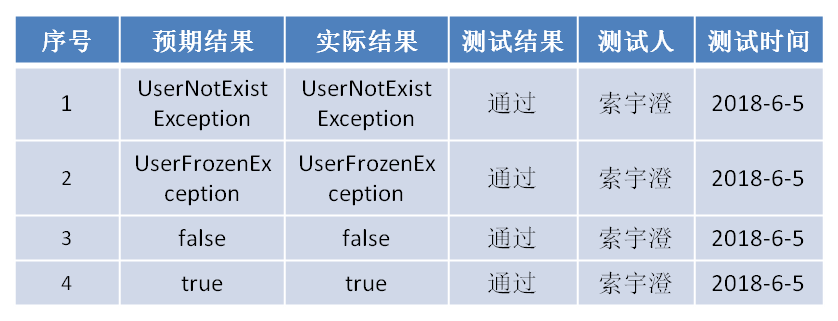 序号 预期结果 实际结果 测试结果 测试人 测试时间
1 UserNotExist Exception UserNotExist Exception 通过 索宇澄 2018-6-5
2 UserFrozenEx ception UserFrozenEx ception 通过 索宇澄 2018-6-5
3 false false 通过 索宇澄 2018-6-5
4 true true 通过 索宇澄 2018-6-5